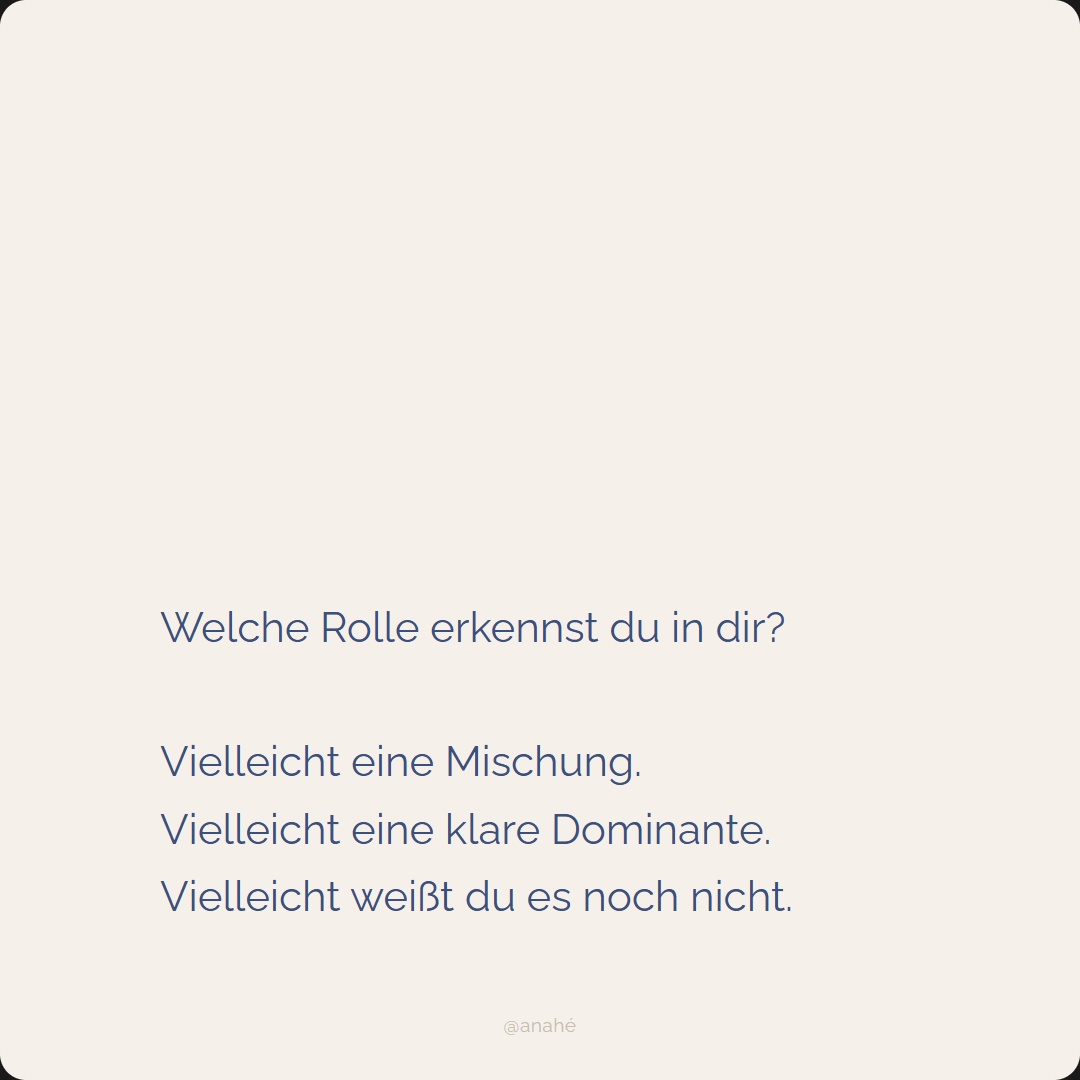 Welche Rolle erkennst du in dir?
Vielleicht eine Mischung.
Vielleicht eine klare Dominante.
Vielleicht weißt du es noch nicht.
@anahé